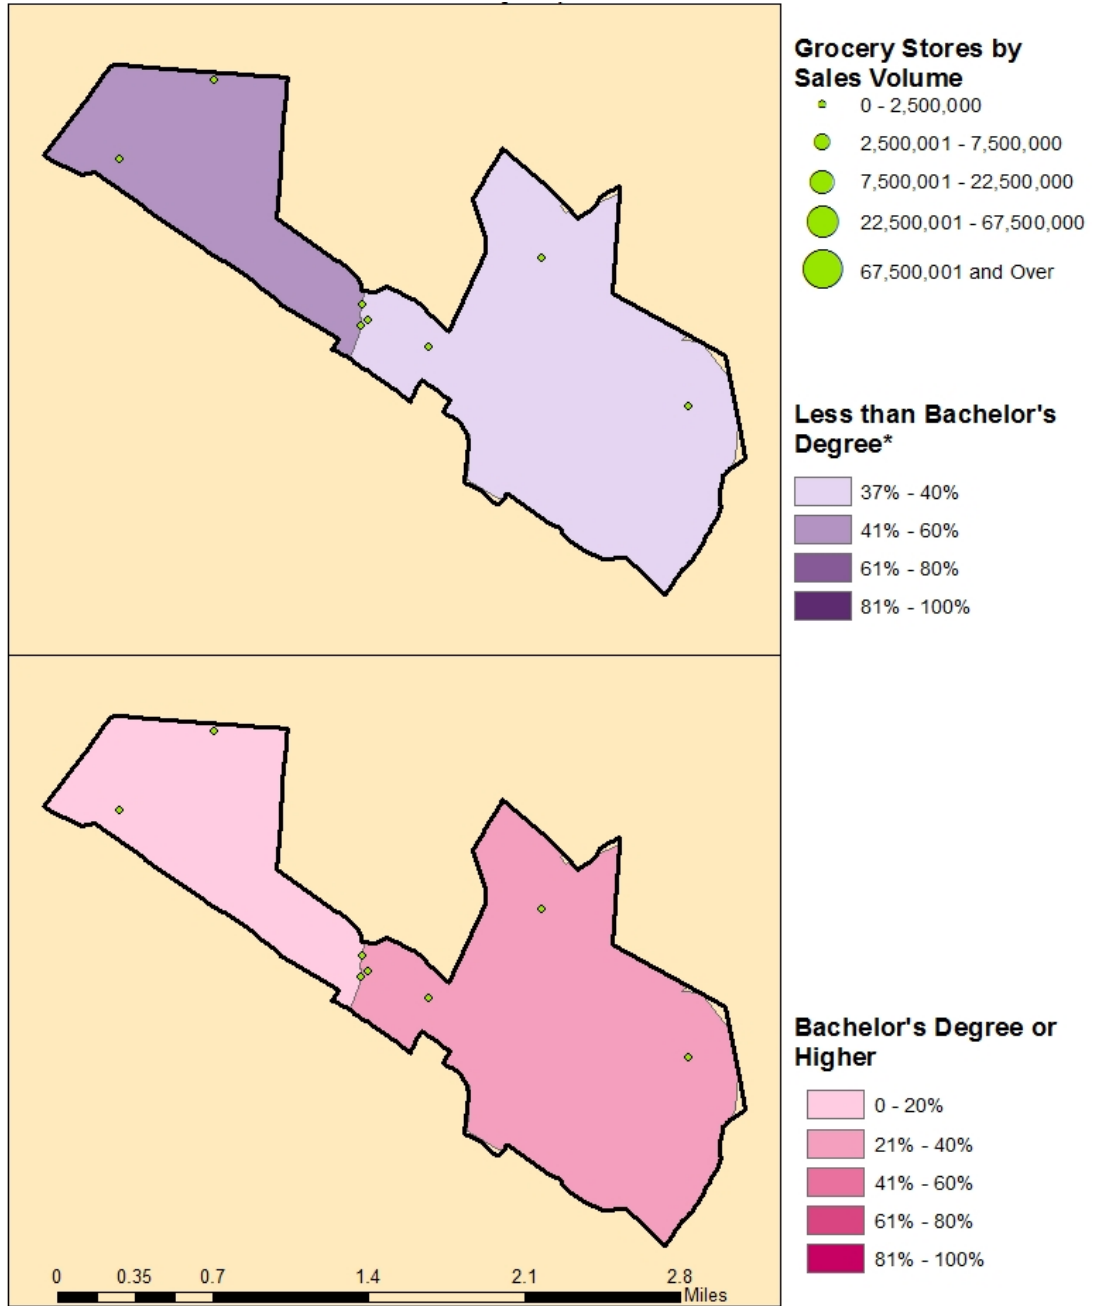 Grocery Stores by
Sales Volume
0 - 2,500,000
2,500,001 - 7,500,000
7,500,001 - 22,500,000
22,500,001 - 67,500,000
67,500,001 and Over
Less than Bachelor's
Degree*
37% - 40%
41% - 60%
61% - 80%
81% - 100%
Bachelor's Degree or
Higher
0 - 20%
21% - 40%
41% - 60%
61% - 80%
81% - 100%
0 0.35 0.7 1.4 2.1 2.8
Miles